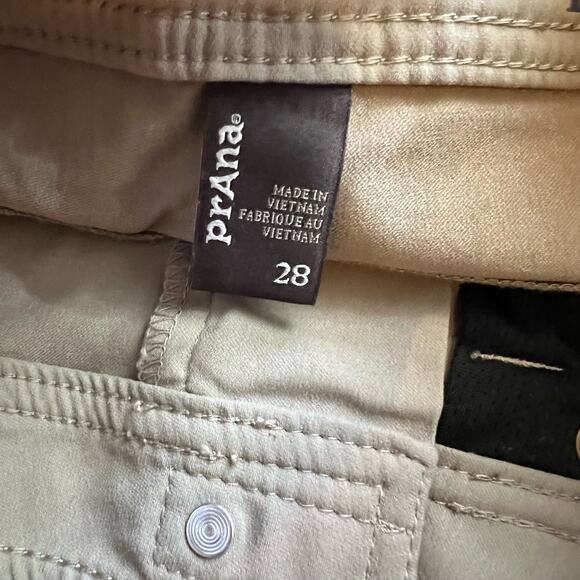 prAna®
MADE IN
VIETNAM
FABRIQUE AU
VIETNAM
28